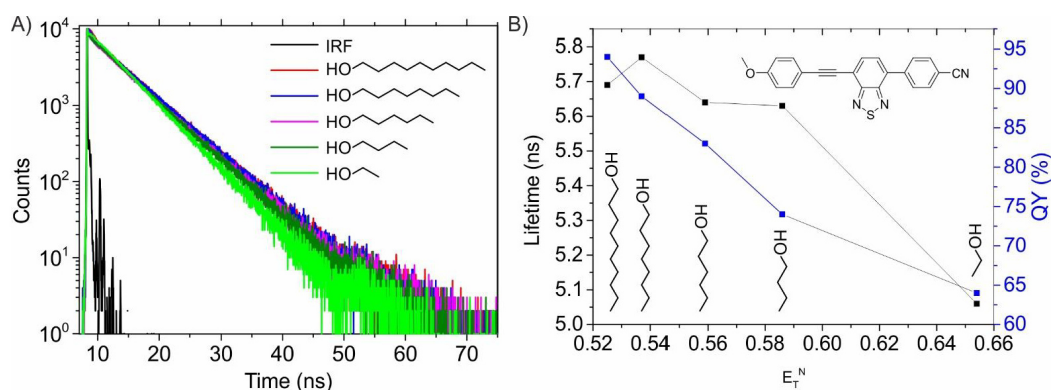 A)
10⁴
10³
10²
10¹
10⁰
Counts
10 20 30 40 50 60 70
Time (ns)
IRF
HO
HO
HO
HO
HO
B)
5.8
5.7
5.6
5.5
5.4
5.3
5.2
5.1
5.0
Lifetime (ns)
O
N
S
N
CN
OH
OH
OH
OH
OH
95
90
85
80
75
70
65
60
QY (%)
0.52 0.54 0.56 0.58 0.60 0.62 0.64 0.66
E_T^N